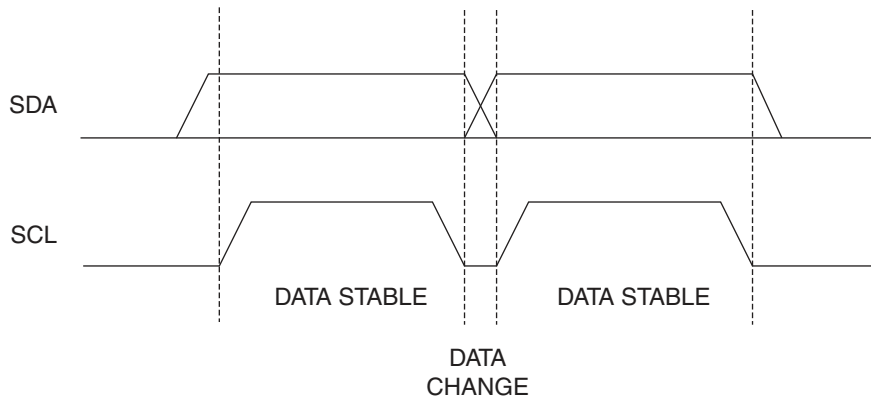 SDA
SCL
DATA STABLE
DATA STABLE
DATA
CHANGE